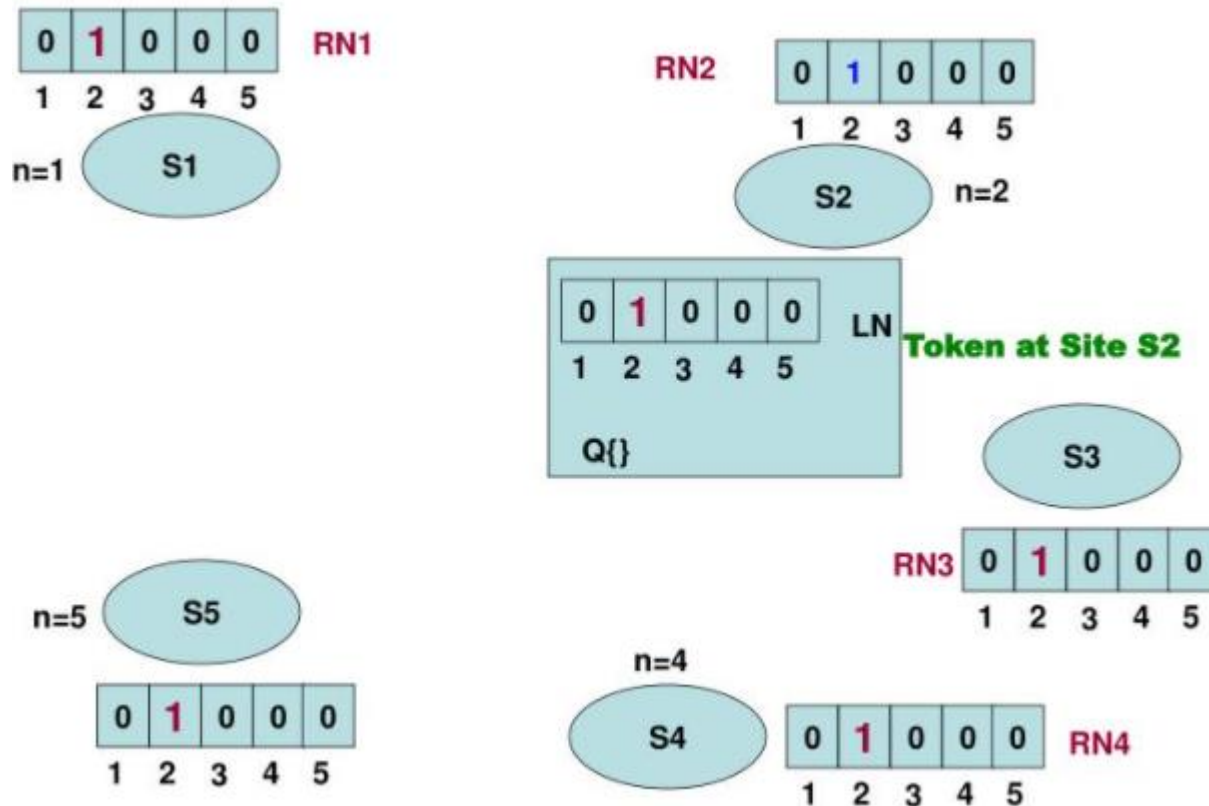 0 1 0 0 0 RN1
1 2 3 4 5
n=1 S1
RN2 0 1 0 0 0
1 2 3 4 5
S2 n=2
0 1 0 0 0 LN
1 2 3 4 5
Q{}
Token at Site S2
S3
RN3 0 1 0 0 0
1 2 3 4 5
n=5 S5
0 1 0 0 0
1 2 3 4 5
n=4
S4 0 1 0 0 0 RN4
1 2 3 4 5